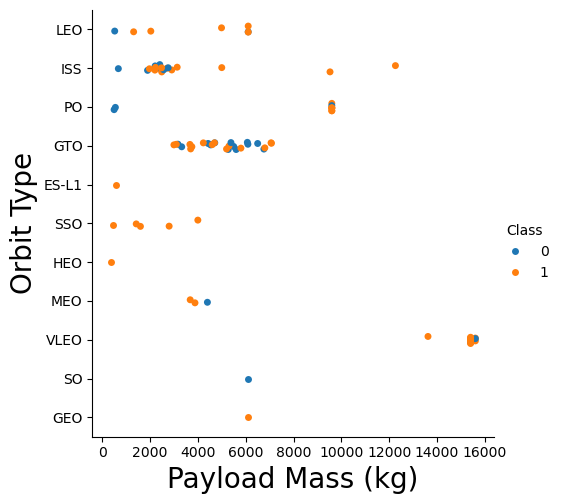 LEO
ISS
PO
GTO
ES-L1
SSO
HEO
MEO
VLEO
SO
GEO
Orbit Type
0 2000 4000 6000 8000 10000 12000 14000 16000
Payload Mass (kg)
Class
0
1